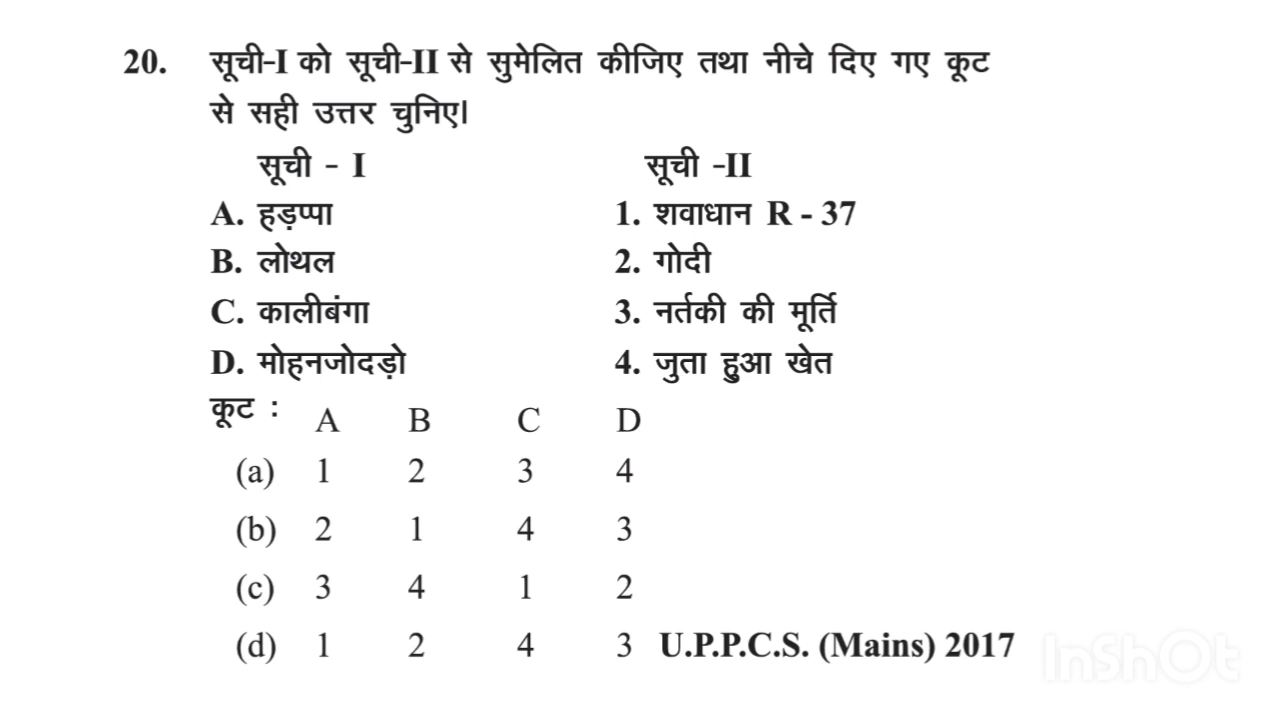 20. सूची-I को सूची-II से सुमेलित कीजिए तथा नीचे दिए गए कूट
से सही उत्तर चुनिए।
सूची - I सूची -II
A. हड़प्पा 1. शवाधान R - 37
B. लोथल 2. गोदी
C. कालीबंगा 3. नर्तकी की मूर्ति
D. मोहनजोदड़ो 4. जुता हुआ खेत
कूट : A B C D
(a) 1 2 3 4
(b) 2 1 4 3
(c) 3 4 1 2
(d) 1 2 4 3 U.P.P.C.S. (Mains) 2017
InShOt